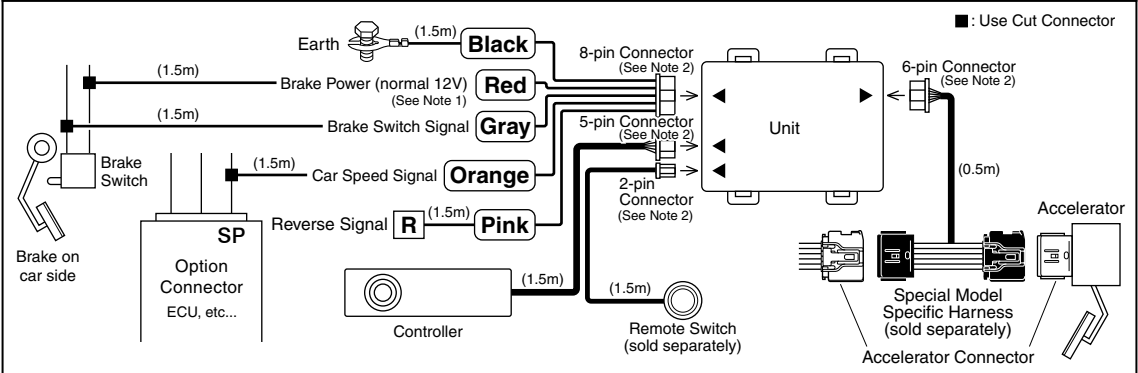 ■ : Use Cut Connector
Earth
(1.5m)
Black
8-pin Connector
(See Note 2)
6-pin Connector
(See Note 2)
(1.5m)
Brake Power (normal 12V)
(See Note 1)
Red
(1.5m)
Brake Switch Signal
Gray
5-pin Connector
(See Note 2)
Unit
Brake
Switch
(1.5m)
Car Speed Signal
Orange
2-pin
Connector
(See Note 2)
(0.5m)
Reverse Signal
R
(1.5m)
Pink
Accelerator
Brake on
car side
SP
Option
Connector
ECU, etc...
(1.5m)
Controller
(1.5m)
Remote Switch
(sold separately)
Special Model
Specific Harness
(sold separately)
Accelerator Connector